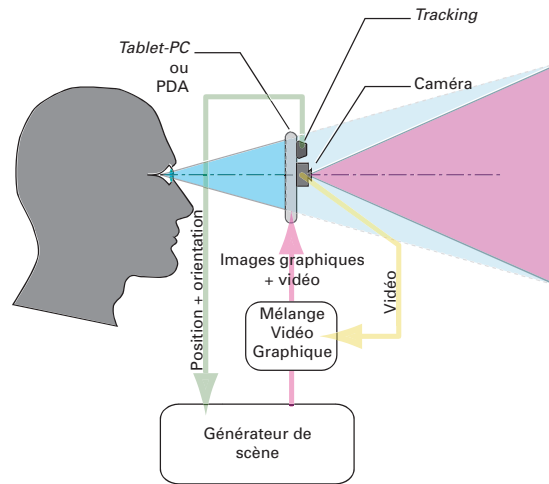 Tracking
Tablet-PC
ou
PDA
Caméra
Position + orientation
Images graphiques
+ vidéo
Vidéo
Mélange
Vidéo
Graphique
Générateur de
scène